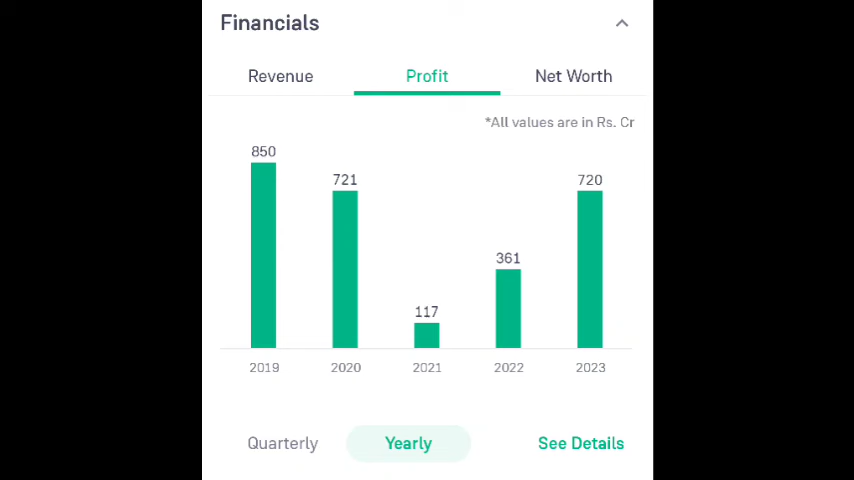 Financials
Revenue Profit Net Worth
*All values are in Rs. Cr
850
721
720
361
117
2019 2020 2021 2022 2023
Quarterly Yearly See Details